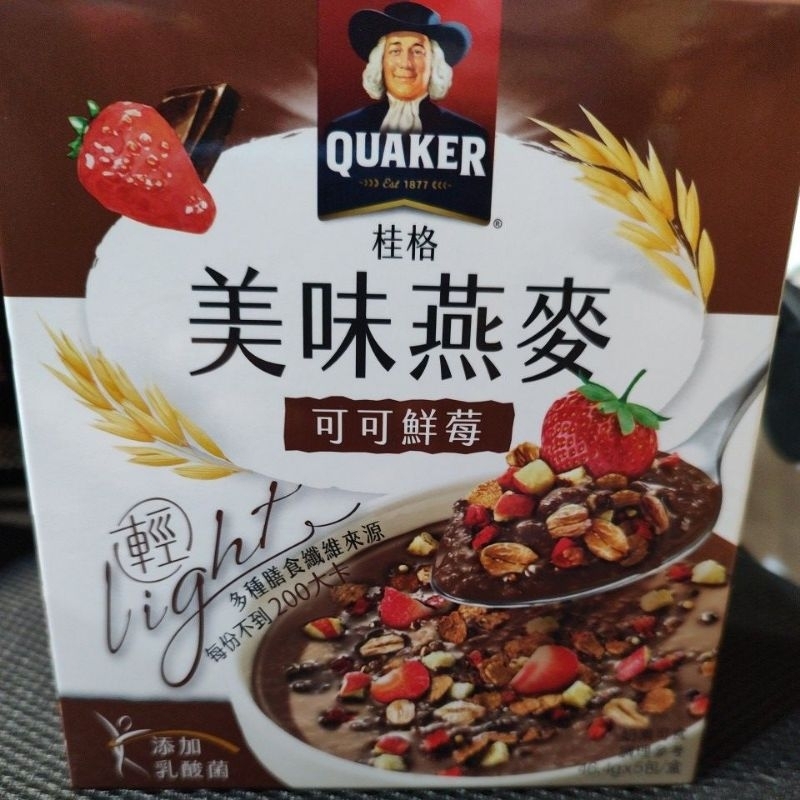 QUAKER
Est 1877
®
桂格
美味燕麥
可可鮮莓
輕
light
多種膳食纖維來源
每份不到200大卡
添加
乳酸菌